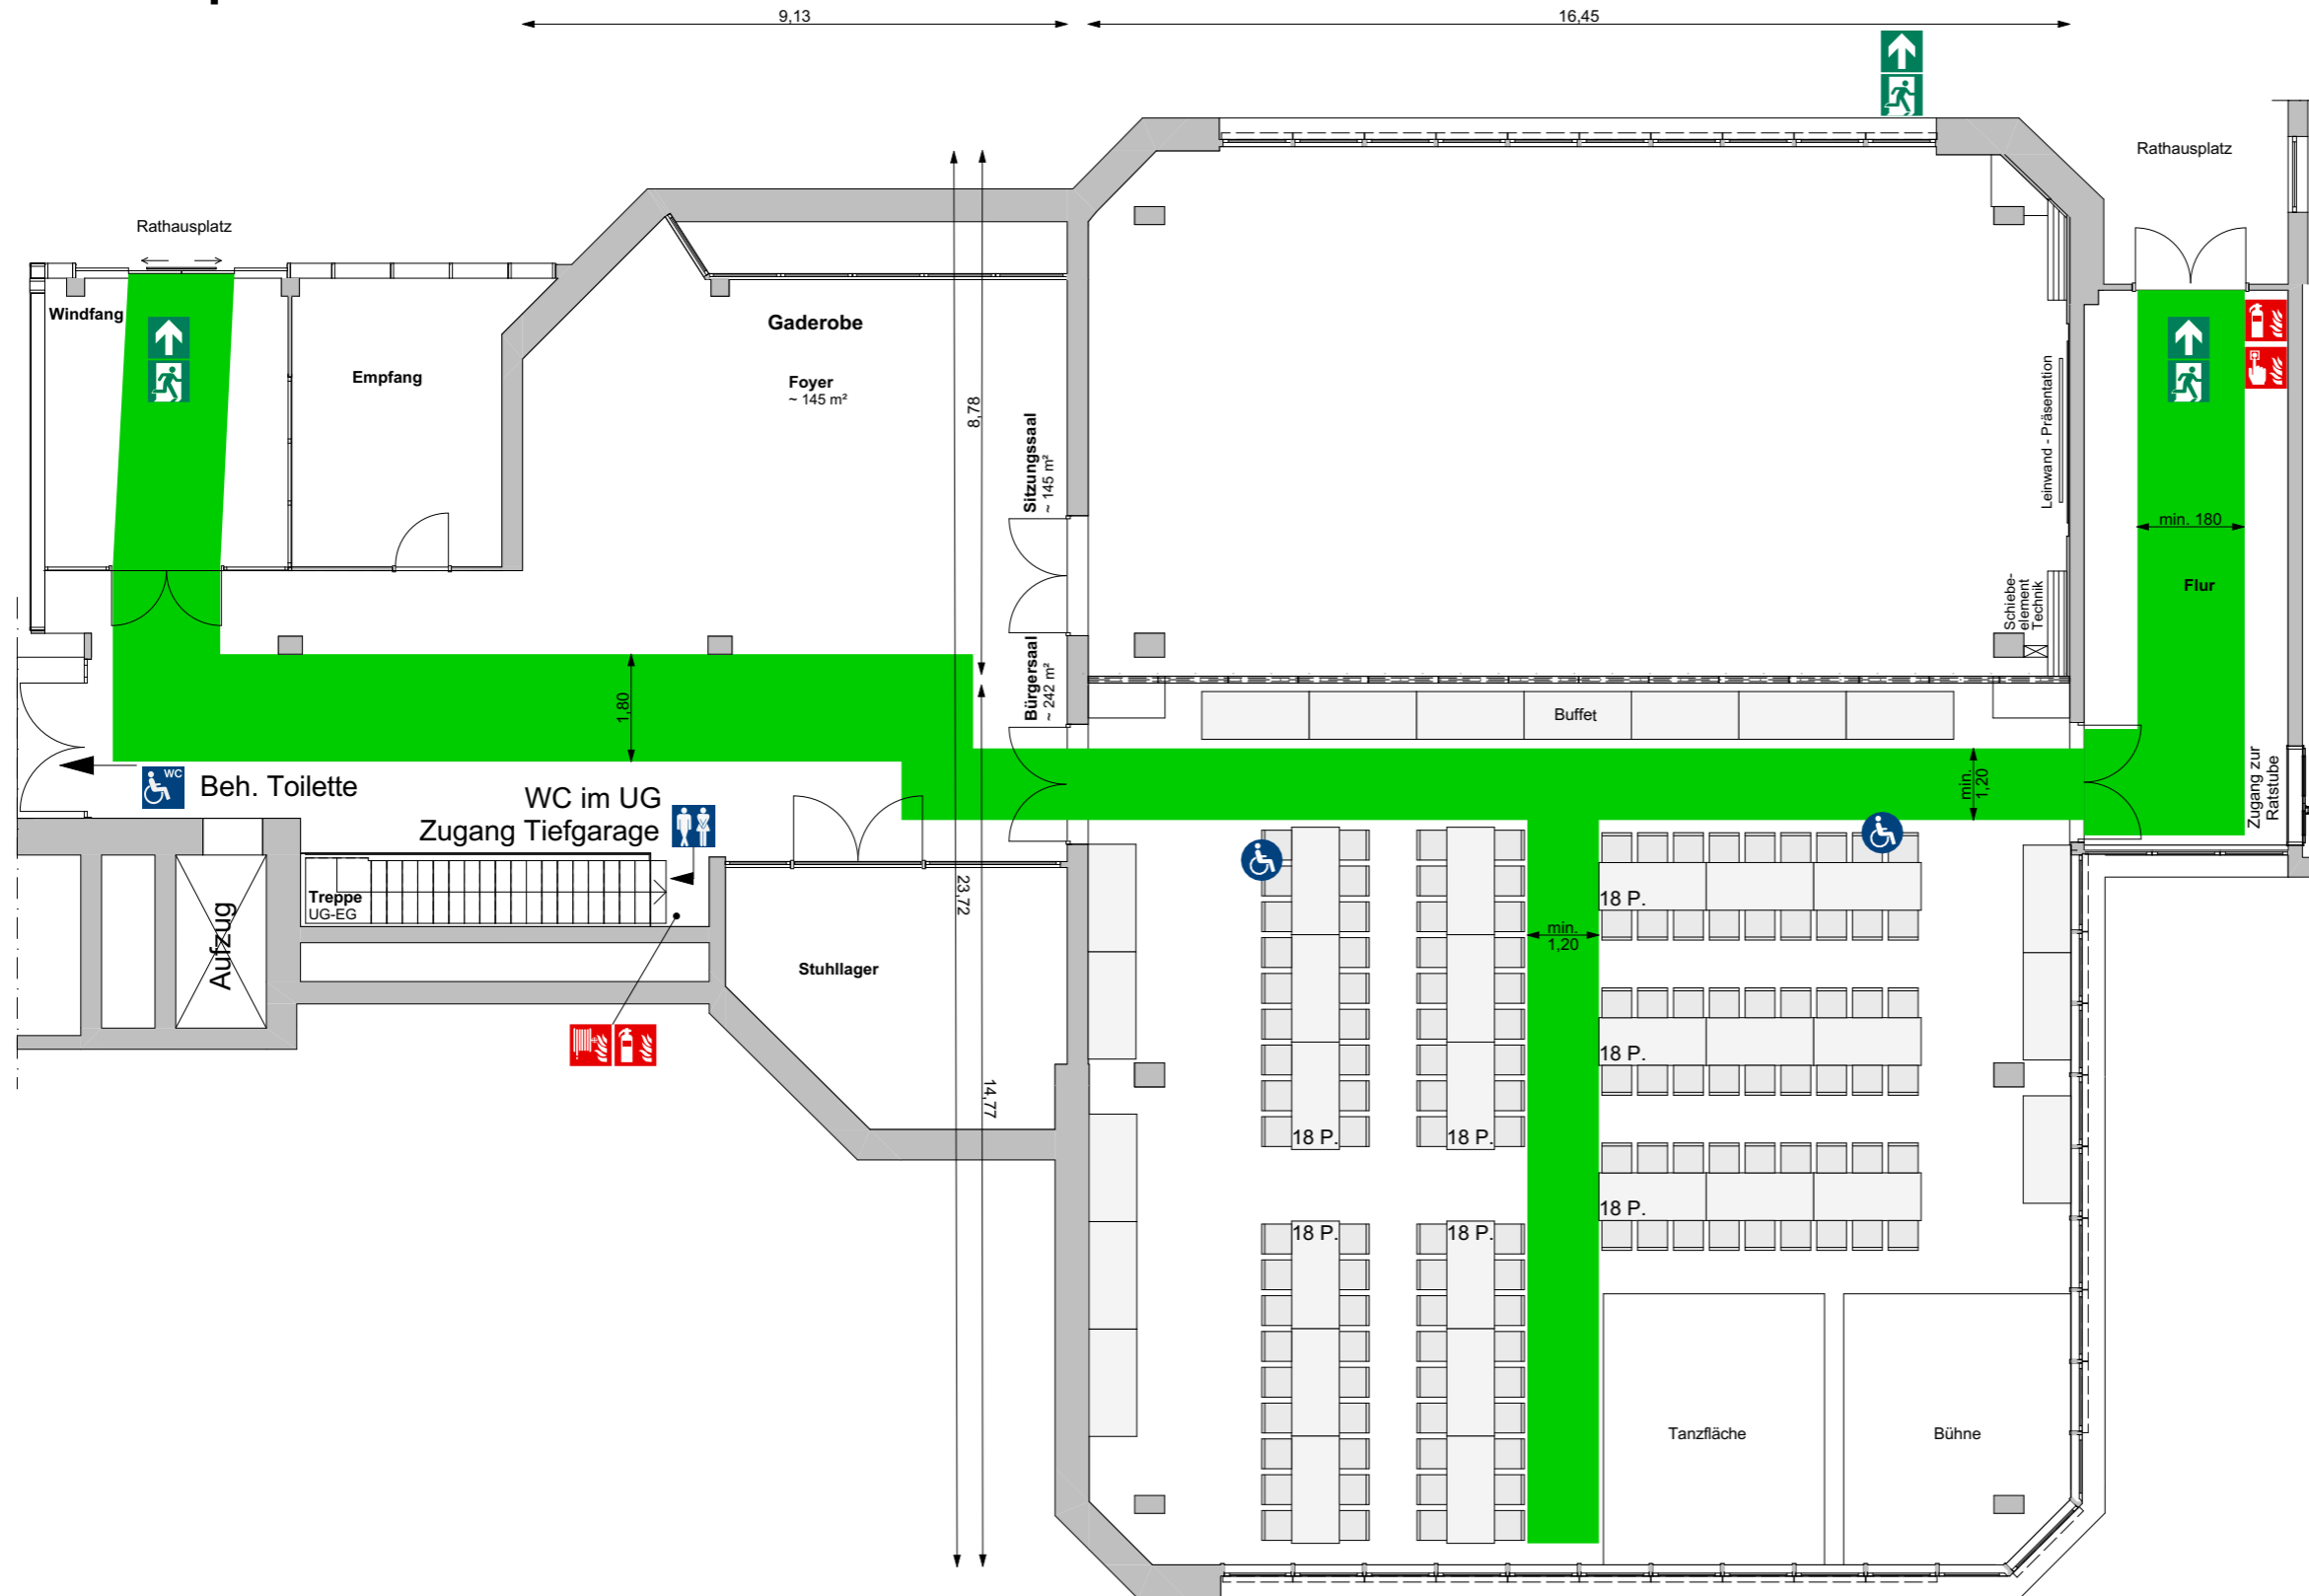 9,13
16,45
Rathausplatz
Rathausplatz
Windfang
Empfang
Gaderobe
Foyer
~ 145 m²
8,78
Sitzungssaal
~ 145 m²
Leinwand - Präsentation
min. 180
Flur
Schiebe-
element
Technik
Bürgersaal
~ 242 m²
1,80
Buffet
min.
1,20
Zugang zur
Ratstube
WC
Beh. Toilette
WC im UG
Zugang Tiefgarage
Treppe
UG-EG
Aufzug
23,72
Stuhllager
14,77
min.
1,20
18 P.
18 P.
18 P.
18 P.
18 P.
18 P.
18 P.
Tanzfläche
Bühne